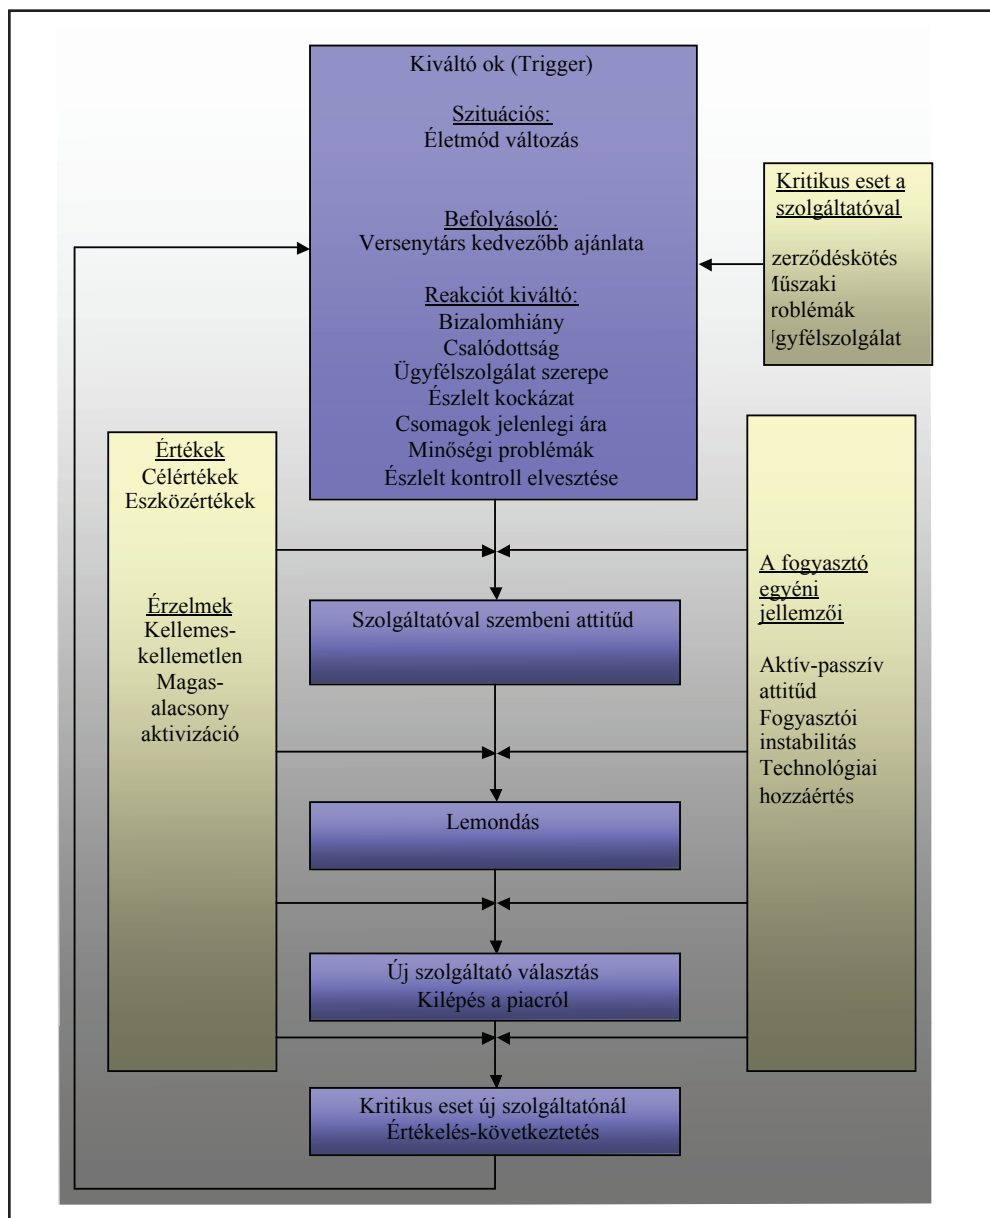 Kiváltó ok (Trigger)
Szituációs:
Életmód változás
Befolyásoló:
Versenytárs kedvezőbb ajánlata
Reakciót kiváltó:
Bizalomhiány
Csalódottság
Ügyfélszolgálat szerepe
Észlelt kockázat
Csomagok jelenlegi ára
Minőségi problémák
Észlelt kontroll elvesztése
Kritikus eset a
szolgáltatóval
zerződéskötés
Műszaki
roblémák
gyfélszolgálat
Értékek
Célértékek
Eszközértékek
Érzelmek
Kellemes-
kellemetlen
Magas-
alacsony
aktivizáció
A fogyasztó
egyéni
jellemzői
Aktív-passzív
attitűd
Fogyasztói
instabilitás
Technológiai
hozzáértés
Szolgáltatóval szembeni attitűd
Lemondás
Új szolgáltató választás
Kilépés a piacról
Kritikus eset új szolgáltatónál
Értékelés-következtetés